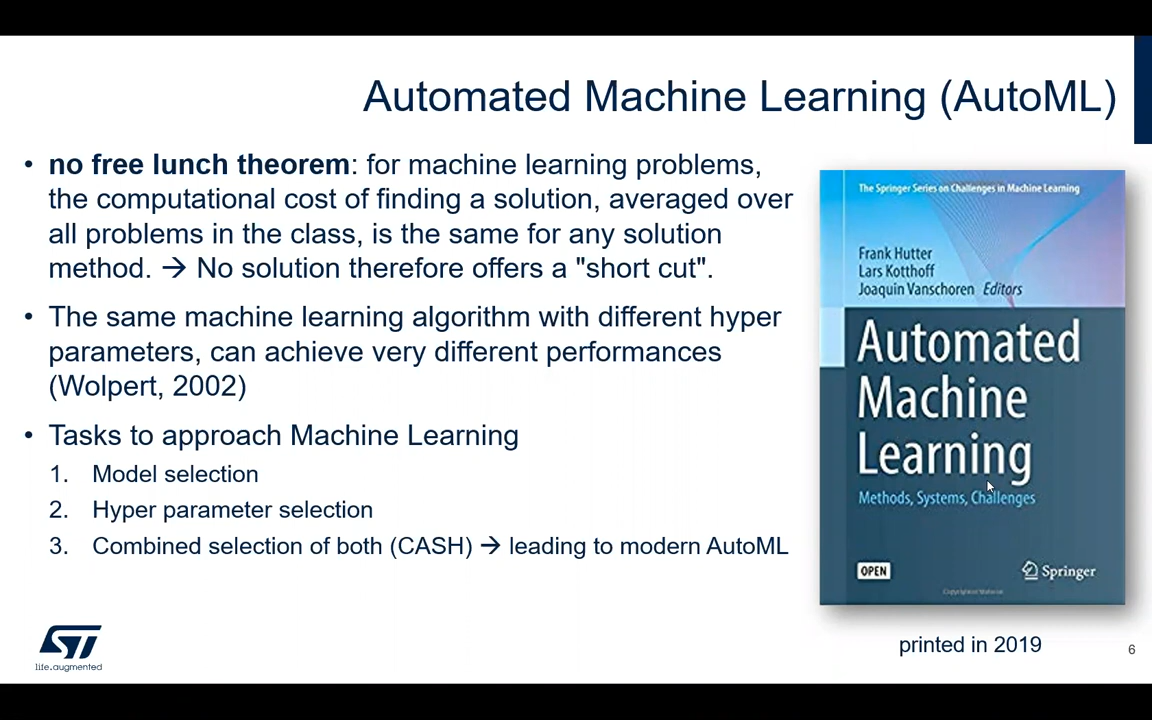 Automated Machine Learning (AutoML)
• no free lunch theorem: for machine learning problems,
the computational cost of finding a solution, averaged over
all problems in the class, is the same for any solution
method. → No solution therefore offers a "short cut".
• The same machine learning algorithm with different hyper
parameters, can achieve very different performances
(Wolpert, 2002)
• Tasks to approach Machine Learning
1. Model selection
2. Hyper parameter selection
3. Combined selection of both (CASH) → leading to modern AutoML
The Springer Series on Challenges in Machine Learning
Frank Hutter
Lars Kotthoff
Joaquin Vanschoren Editors
Automated
Machine
Learning
Methods, Systems, Challenges
OPEN
Springer
Copyrighted Material
printed in 2019
ST
life.augmented
6